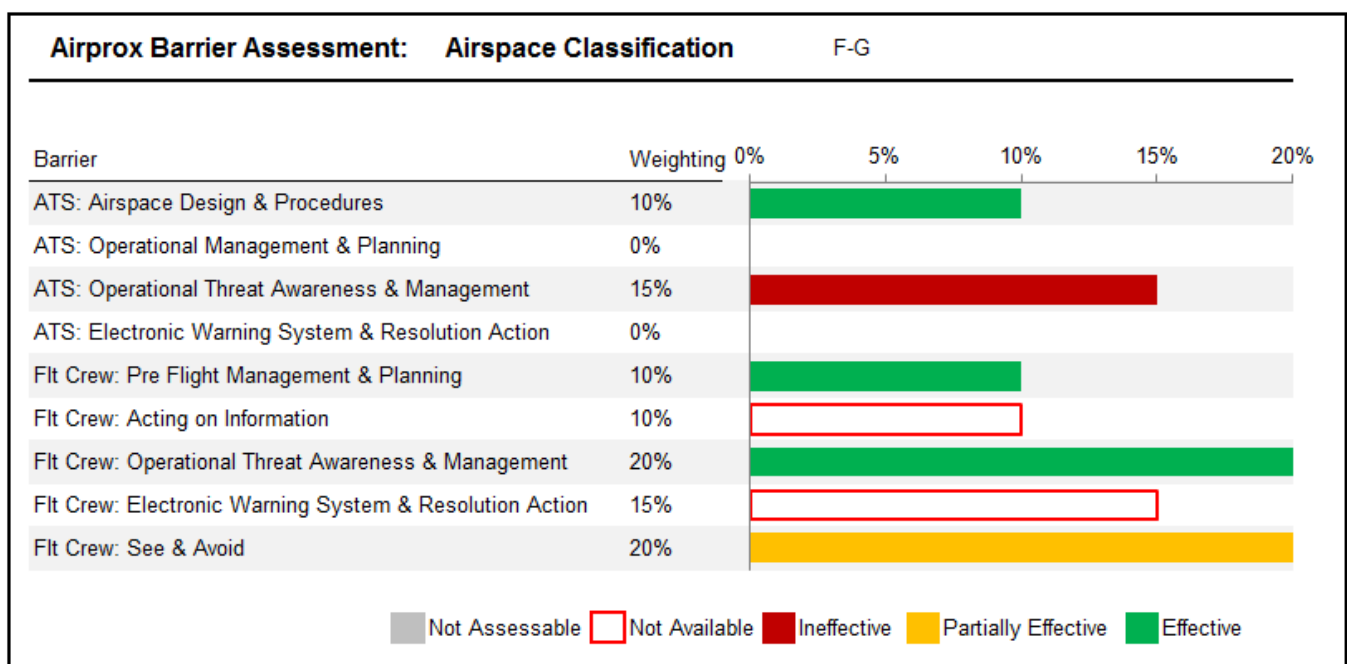 Airprox Barrier Assessment: Airspace Classification F-G
Barrier Weighting 0% 5% 10% 15% 20%
ATS: Airspace Design & Procedures 10%
ATS: Operational Management & Planning 0%
ATS: Operational Threat Awareness & Management 15%
ATS: Electronic Warning System & Resolution Action 0%
Flt Crew: Pre Flight Management & Planning 10%
Flt Crew: Acting on Information 10%
Flt Crew: Operational Threat Awareness & Management 20%
Flt Crew: Electronic Warning System & Resolution Action 15%
Flt Crew: See & Avoid 20%
Not Assessable Not Available Ineffective Partially Effective Effective